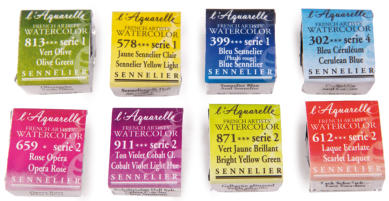 l'Aquarelle
FRENCH ARTISTS'
WATERCOLOR
813*** serie 1
Vert Olive
Olive Green
SENNELIER
l'Aquarelle
FRENCH ARTISTS'
WATERCOLOR
578*** serie 1
Jaune Sennelier Clair
Sennelier Yellow Light
SENNELIER
l'Aquarelle
FRENCH ARTISTS'
WATERCOLOR
399*** serie 1
Bleu Sennelier
(Phtalo rouge)
Blue Sennelier
SENNELIER
l'Aquarelle
FRENCH ARTISTS'
WATERCOLOR
302*** serie 4
Bleu Céruléum
Cerulean Blue
SENNELIER
l'Aquarelle
FRENCH ARTISTS'
WATERCOLOR
659 * serie 2
Rose Opéra
Opera Rose
SENNELIER
l'Aquarelle
FRENCH ARTISTS'
WATERCOLOR
911*** serie 2
Ton Violet Cobalt Cl.
Cobalt Violet Light Hue
SENNELIER
l'Aquarelle
FRENCH ARTISTS'
WATERCOLOR
871** serie 2
Vert Jaune Brillant
Bright Yellow Green
SENNELIER
l'Aquarelle
FRENCH ARTISTS'
WATERCOLOR
612** serie 2
Laque Ecarlate
Scarlet Laquer
SENNELIER